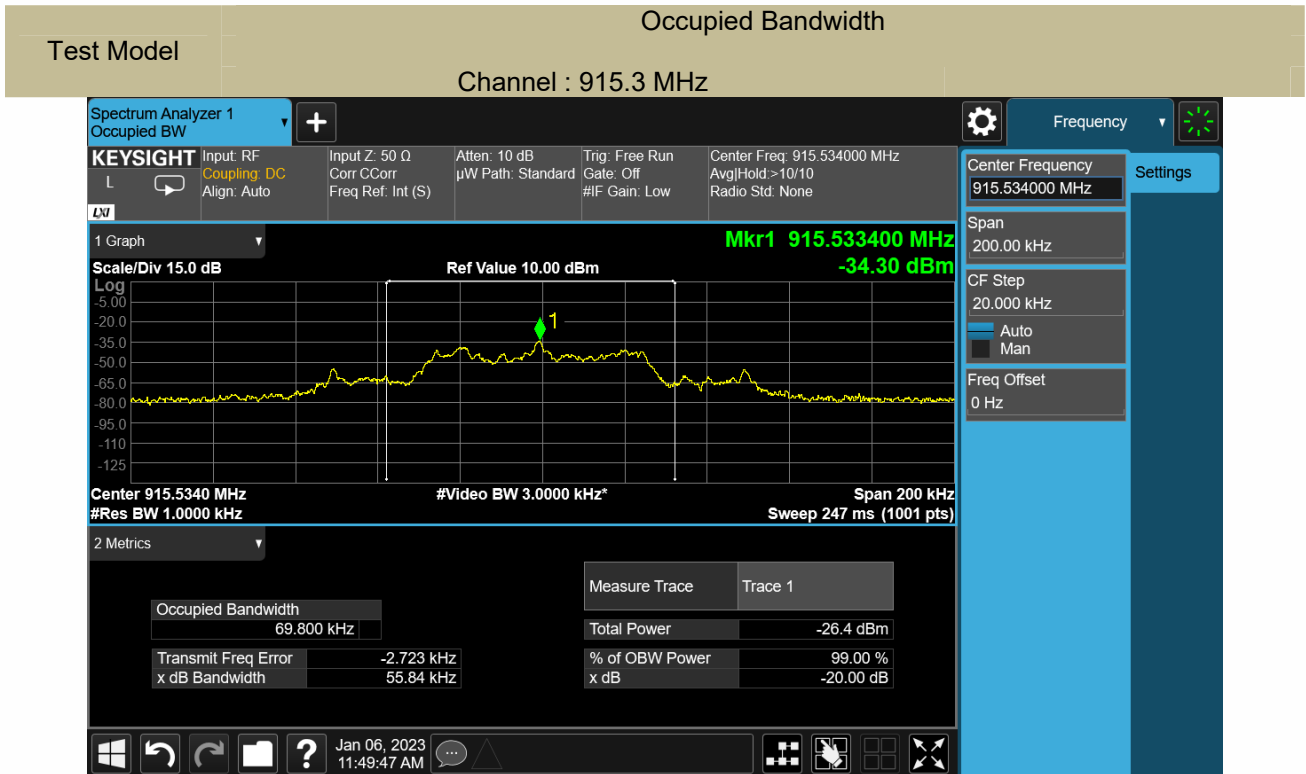 Occupied Bandwidth
Test Model
Channel : 915.3 MHz
Spectrum Analyzer 1
Occupied BW
+
Frequency
KEYSIGHT
L
LXI
Input: RF
Coupling: DC
Align: Auto
Input Z: 50 Ω
Corr CCorr
Freq Ref: Int (S)
Atten: 10 dB
µW Path: Standard
Trig: Free Run
Gate: Off
#IF Gain: Low
Center Freq: 915.534000 MHz
Avg|Hold:>10/10
Radio Std: None
Center Frequency
915.534000 MHz
Settings
Span
200.00 kHz
CF Step
20.000 kHz
Auto
Man
Freq Offset
0 Hz
1 Graph
Mkr1 915.533400 MHz
-34.30 dBm
Scale/Div 15.0 dB
Ref Value 10.00 dBm
Log
-5.00
-20.0
-35.0
-50.0
-65.0
-80.0
-95.0
-110
-125
1
Center 915.5340 MHz
#Video BW 3.0000 kHz*
Span 200 kHz
#Res BW 1.0000 kHz
Sweep 247 ms (1001 pts)
2 Metrics
Measure Trace
Trace 1
Occupied Bandwidth
69.800 kHz
Total Power
-26.4 dBm
Transmit Freq Error
-2.723 kHz
% of OBW Power
99.00 %
x dB Bandwidth
55.84 kHz
x dB
-20.00 dB
?
Jan 06, 2023
11:49:47 AM